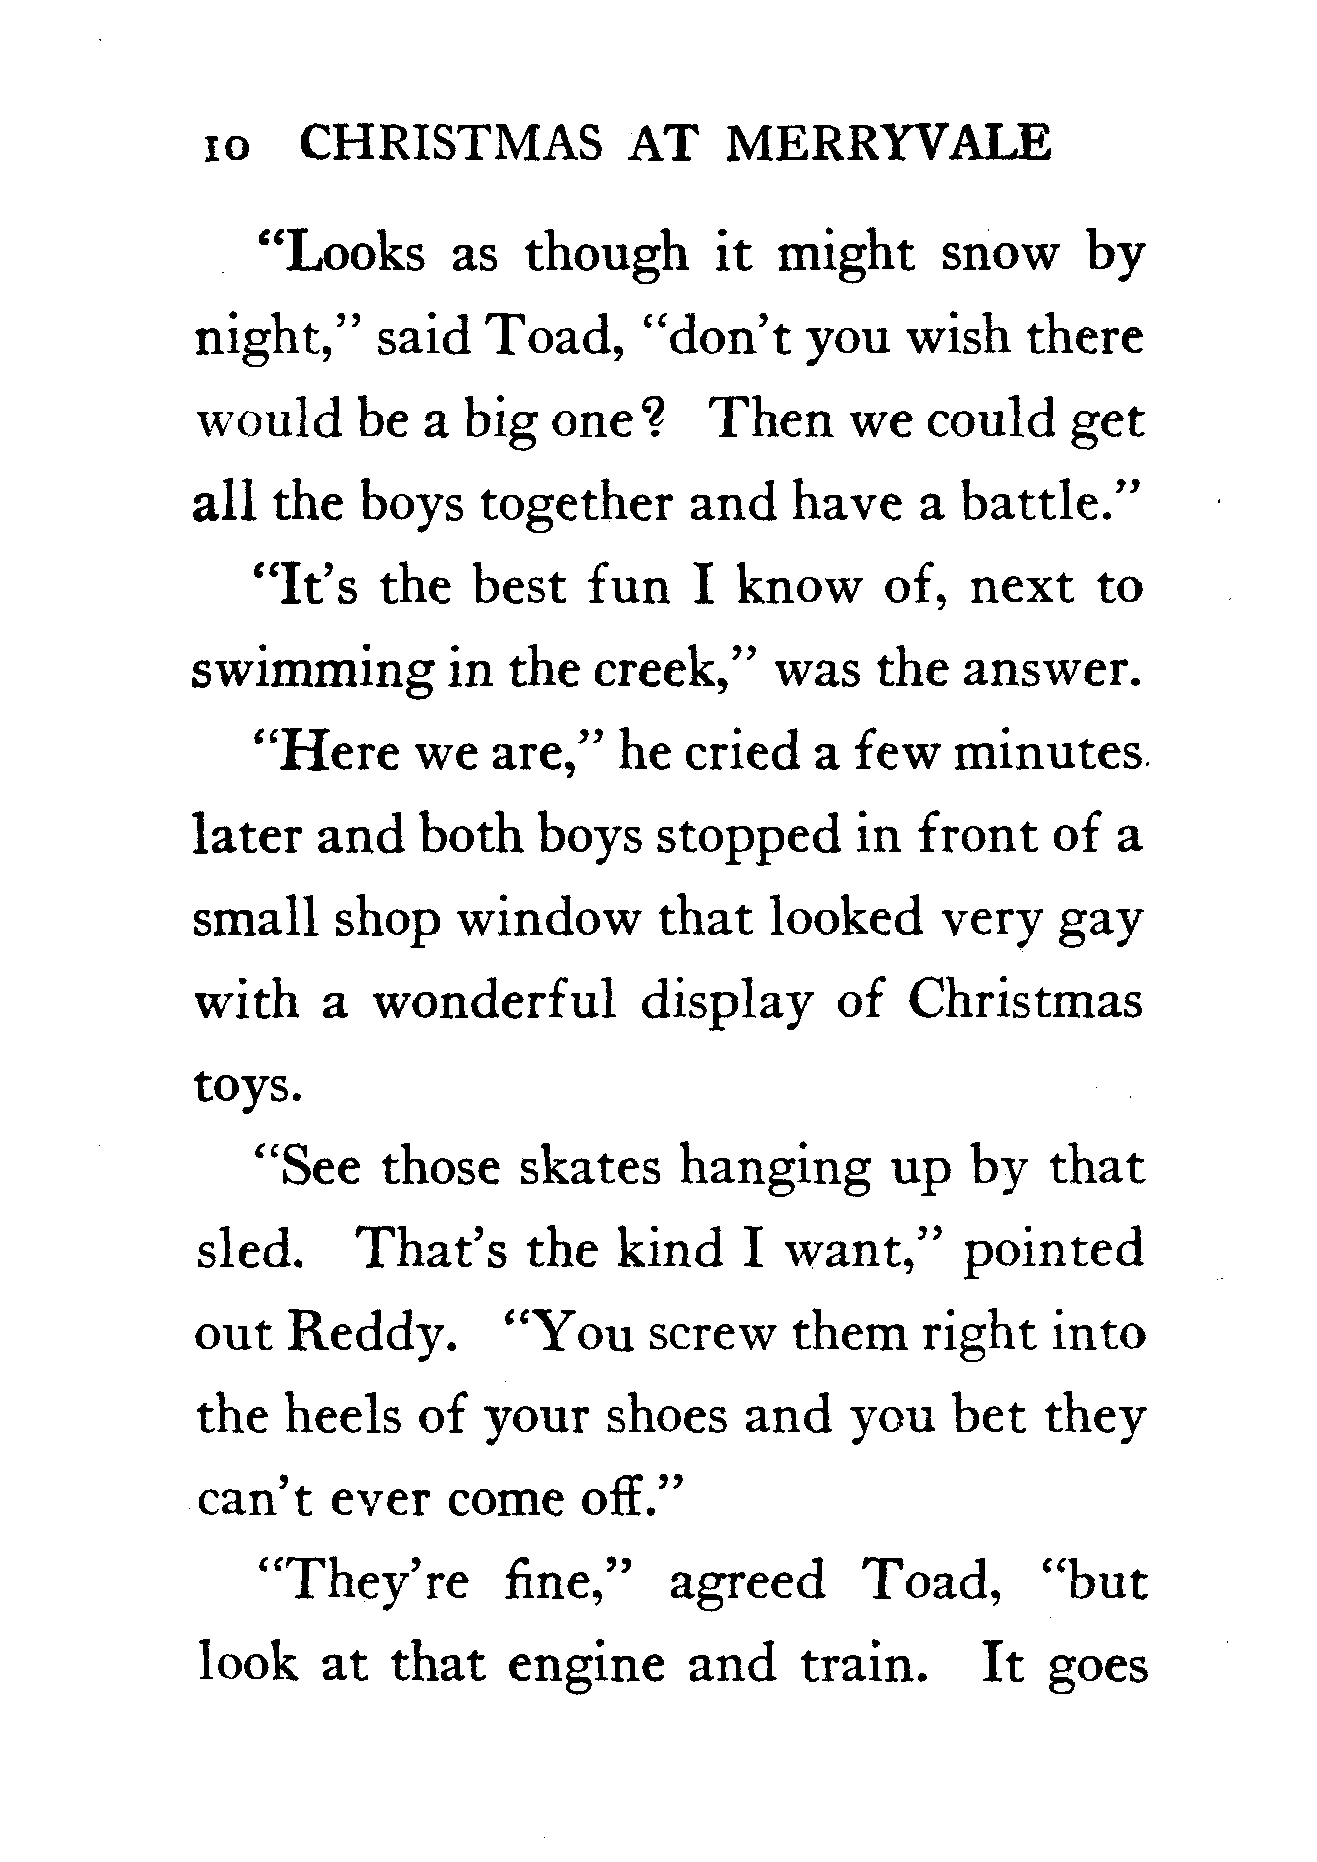 10 CHRISTMAS AT MERRYVALE
“Looks as though it might snow by
night,” said Toad, “don’t you wish there
would be a big one? Then we could get
all the boys together and have a battle.”
“It’s the best fun I know of, next to
swimming in the creek,” was the answer.
“Here we are,” he cried a few minutes
later and both boys stopped in front of a
small shop window that looked very gay
with a wonderful display of Christmas
toys.
“See those skates hanging up by that
sled. That’s the kind I want,” pointed
out Reddy. “You screw them right into
the heels of your shoes and you bet they
can’t ever come off.”
“They’re fine,” agreed Toad, “but
look at that engine and train. It goes